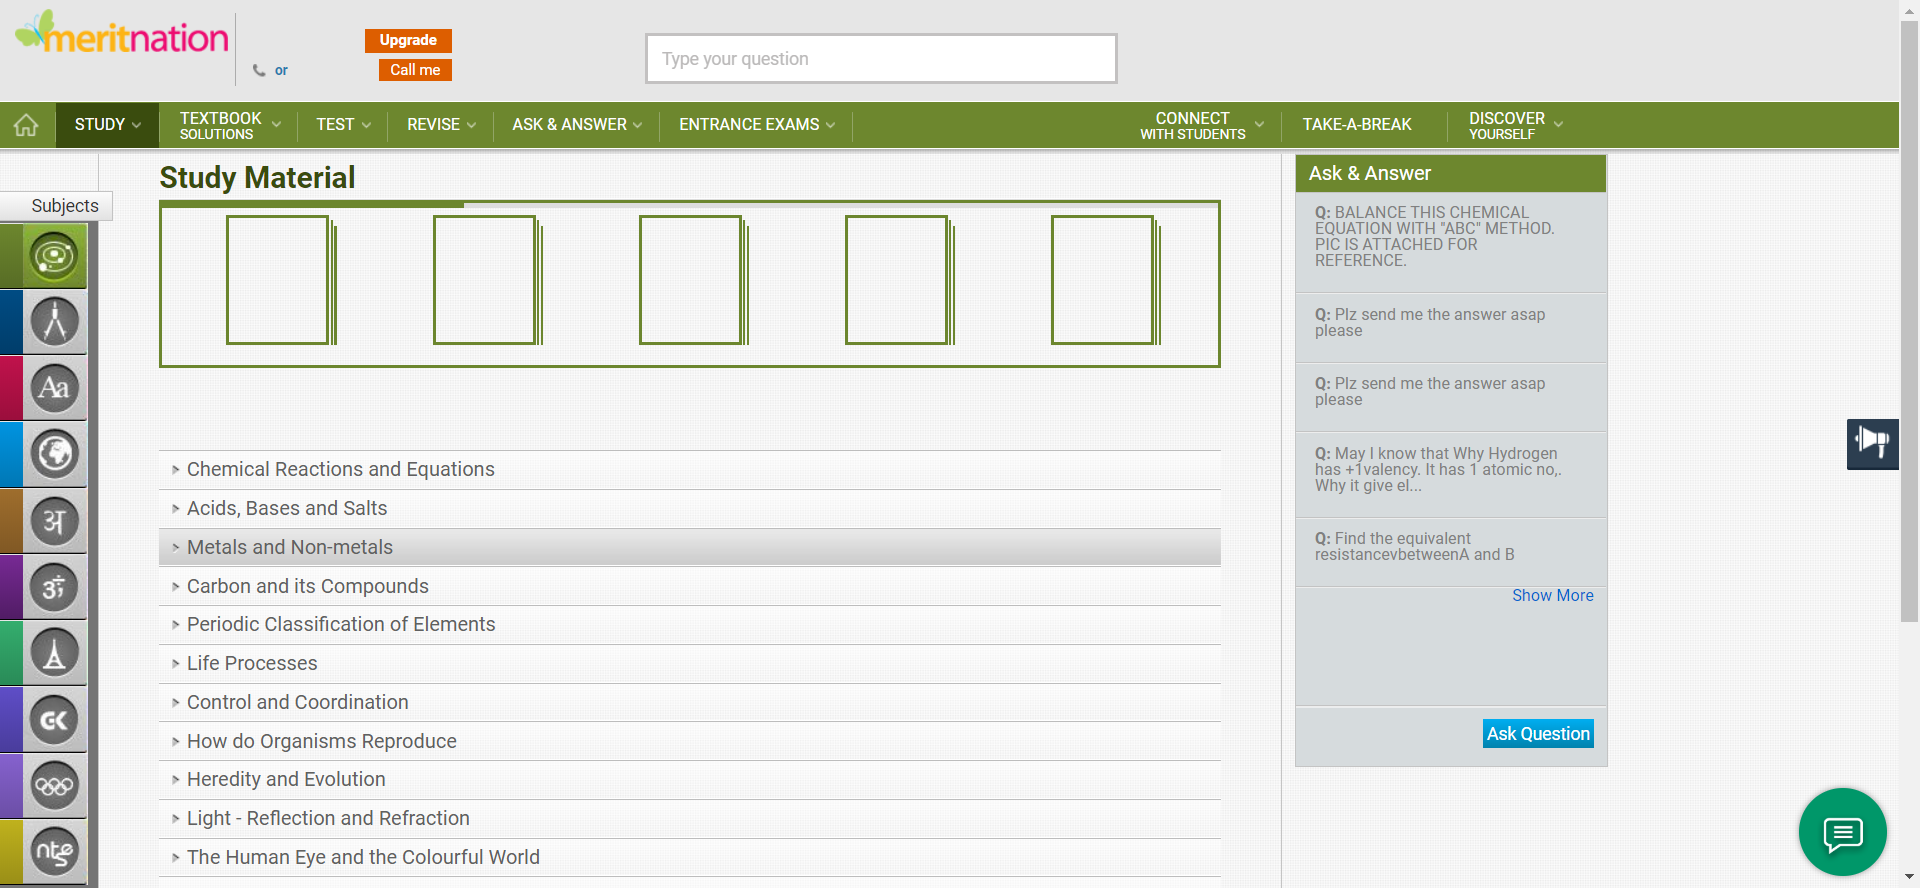 meritnation
or
Upgrade
Call me
Type your question
STUDY
TEXTBOOK
SOLUTIONS
TEST
REVISE
ASK & ANSWER
ENTRANCE EXAMS
CONNECT
WITH STUDENTS
TAKE-A-BREAK
DISCOVER
YOURSELF
Subjects
Aa
अ
GK
ntse
Study Material
Chemical Reactions and Equations
Acids, Bases and Salts
Metals and Non-metals
Carbon and its Compounds
Periodic Classification of Elements
Life Processes
Control and Coordination
How do Organisms Reproduce
Heredity and Evolution
Light - Reflection and Refraction
The Human Eye and the Colourful World
Ask & Answer
Q: BALANCE THIS CHEMICAL
EQUATION WITH "ABC" METHOD.
PIC IS ATTACHED FOR
REFERENCE.
Q: Plz send me the answer asap
please
Q: Plz send me the answer asap
please
Q: May I know that Why Hydrogen
has +1valency. It has 1 atomic no,.
Why it give el...
Q: Find the equivalent
resistancevbetweenA and B
Show More
Ask Question